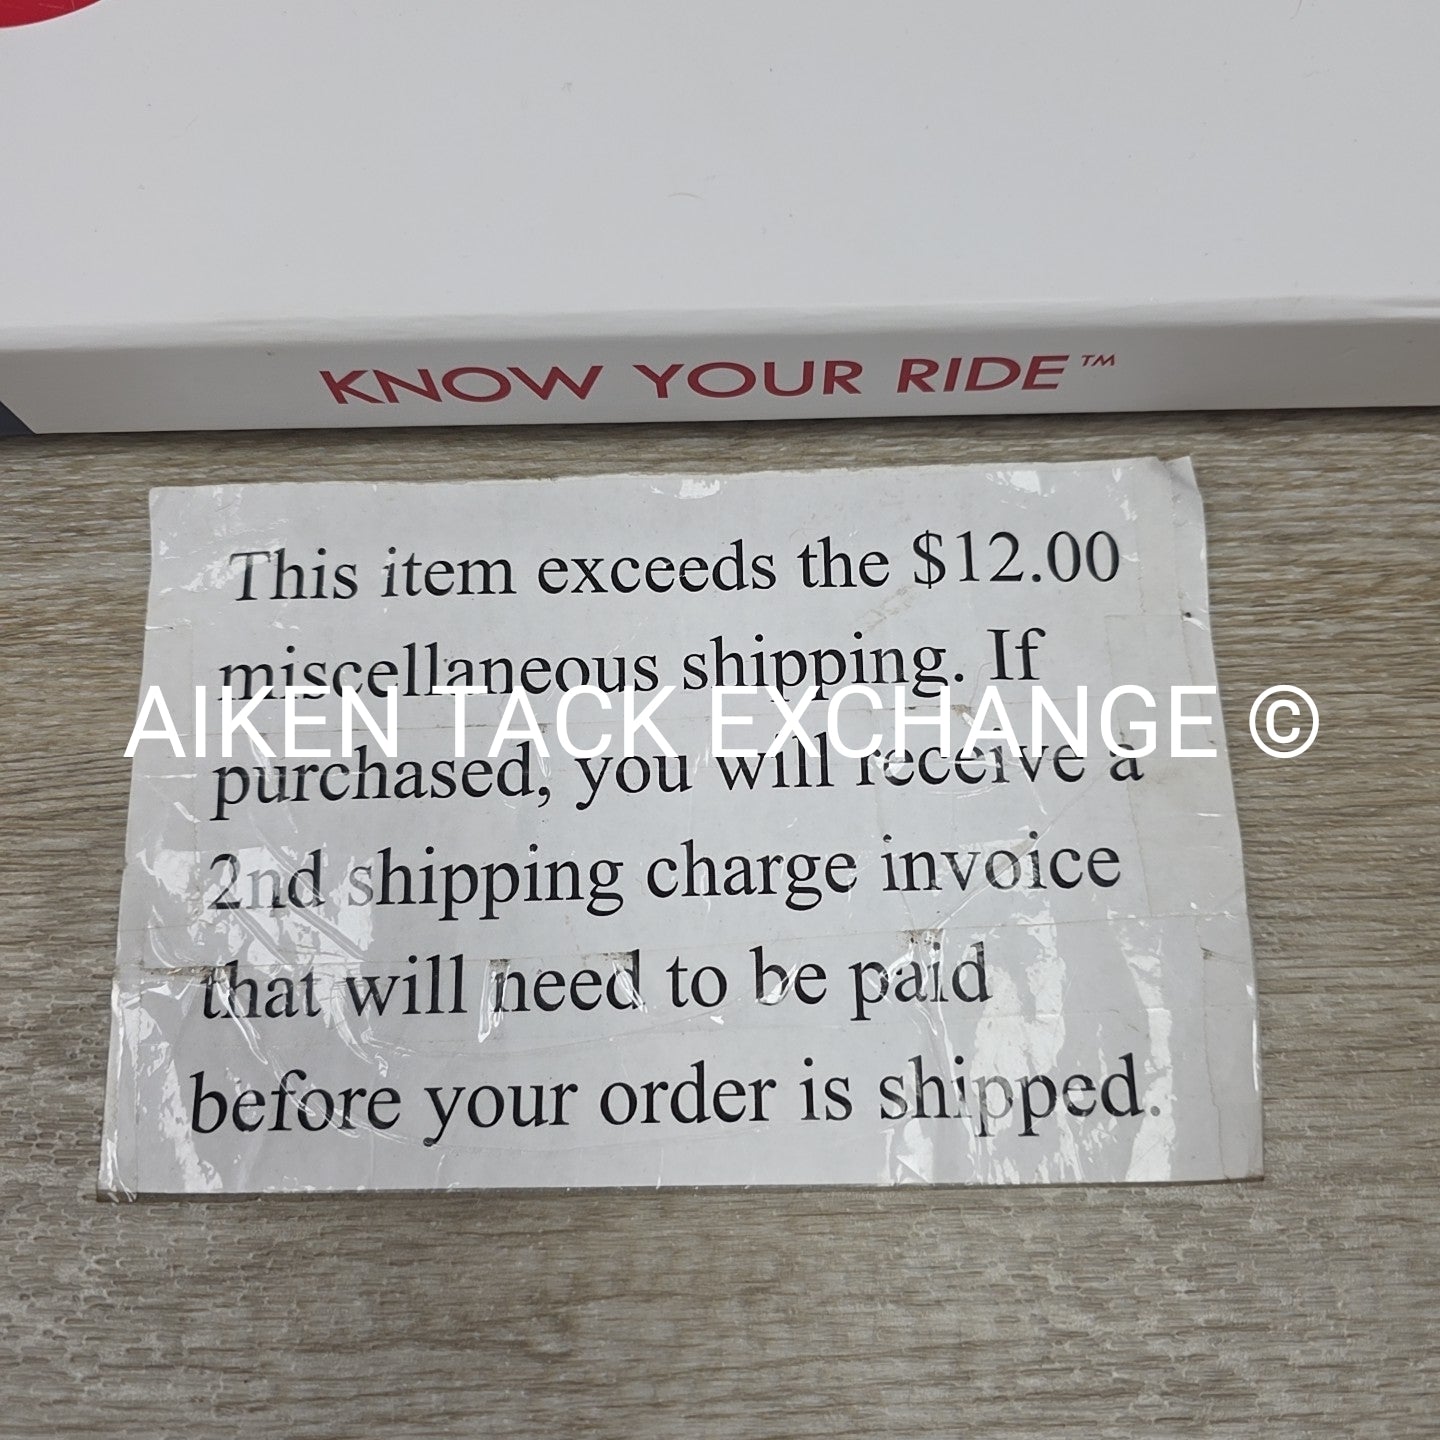 KNOW YOUR RIDE™
This item exceeds the $12.00
miscellaneous shipping. If
AIKEN TACK EXCHANGE ©
purchased, you will receive a
2nd shipping charge invoice
that will need to be paid
before your order is shipped.